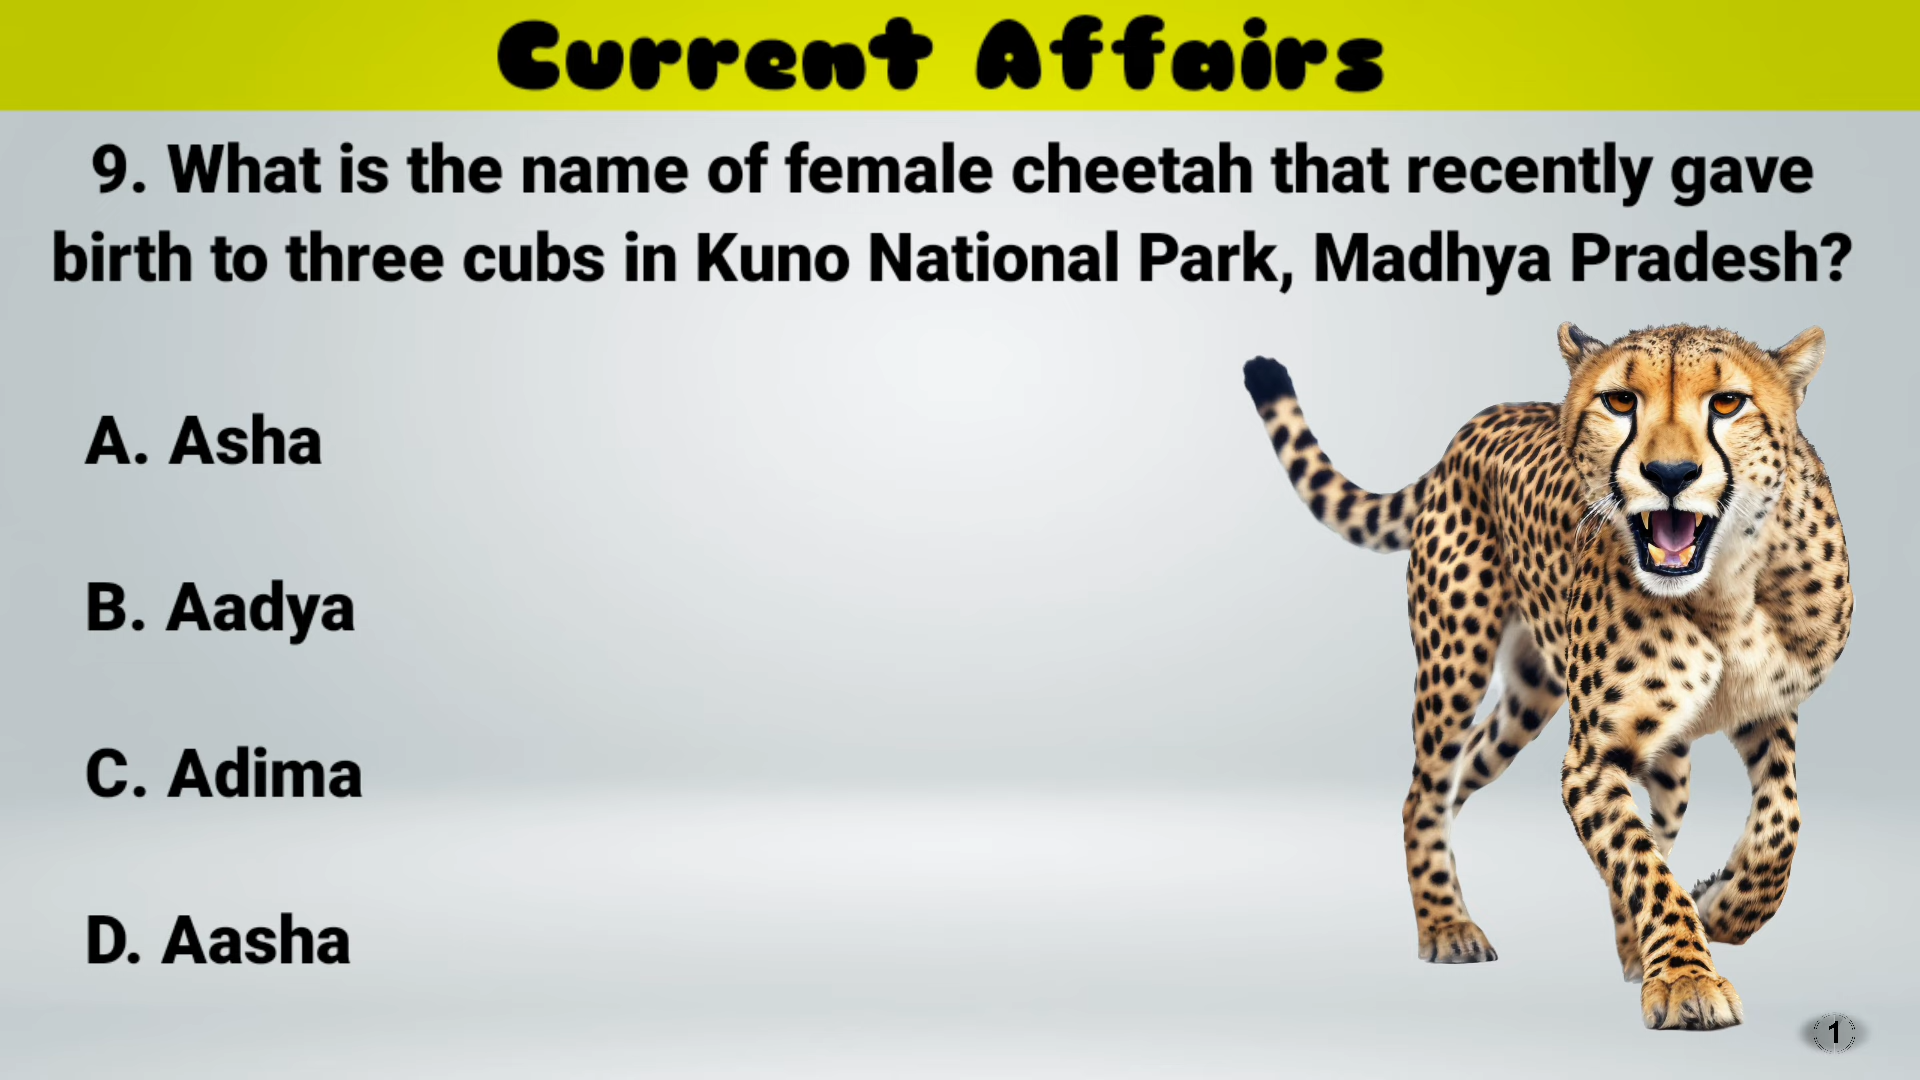 Current Affairs
9. What is the name of female cheetah that recently gave
birth to three cubs in Kuno National Park, Madhya Pradesh?
A. Asha
B. Aadya
C. Adima
D. Aasha
1